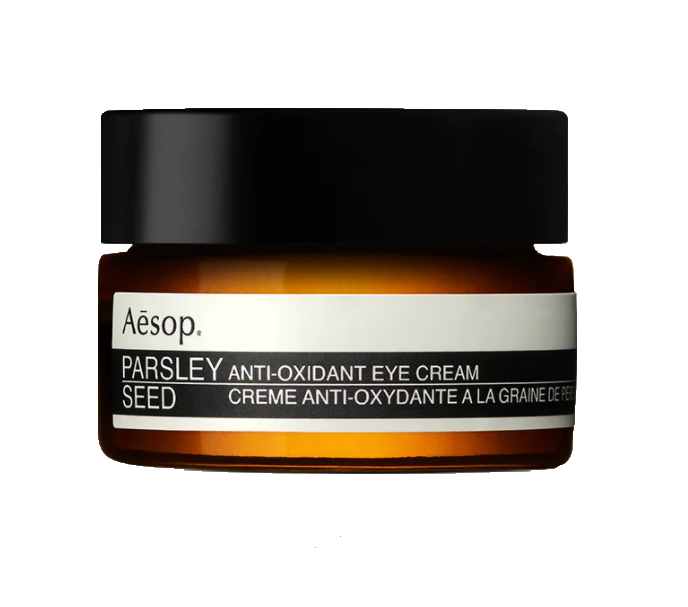 Aēsop.
PARSLEY SEED
ANTI-OXIDANT EYE CREAM
CREME ANTI-OXYDANTE A LA GRAINE DE